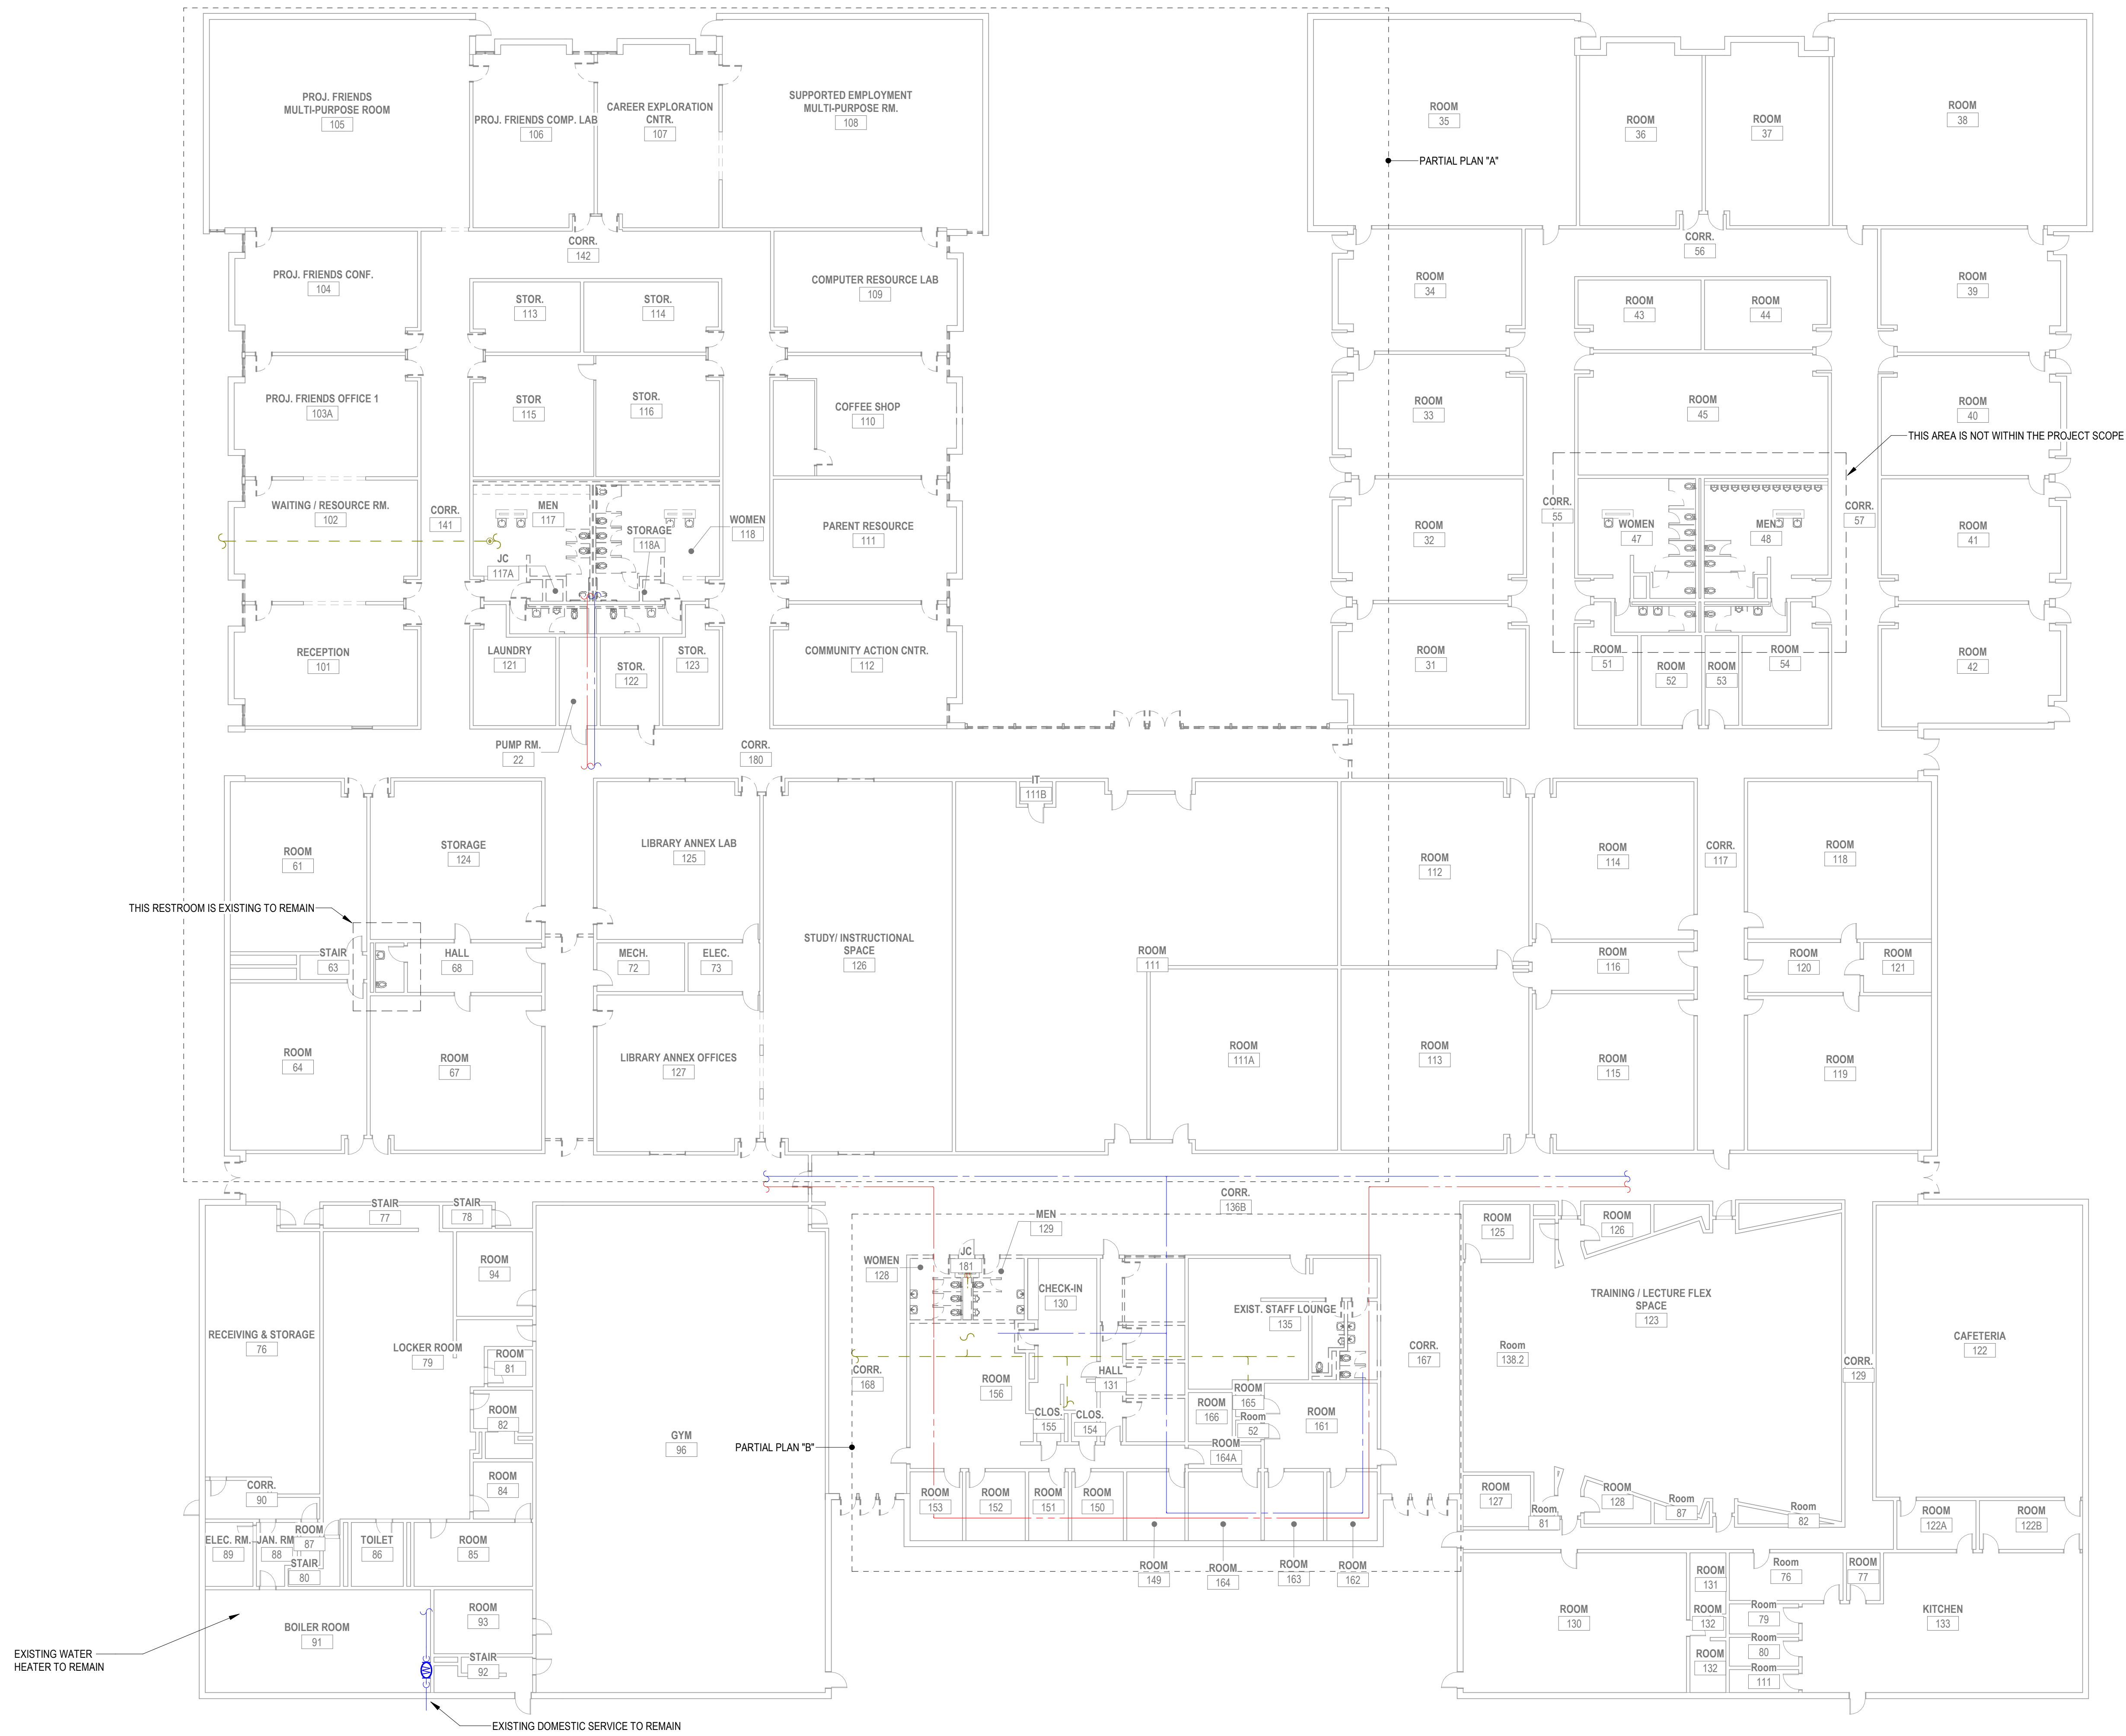 PROJ. FRIENDS
MULTI-PURPOSE ROOM
105
PROJ. FRIENDS COMP. LAB
106
CAREER EXPLORATION
CNTR.
107
SUPPORTED EMPLOYMENT
MULTI-PURPOSE RM.
108
ROOM
35
ROOM
36
ROOM
37
ROOM
38
PARTIAL PLAN "A"
CORR.
142
CORR.
56
PROJ. FRIENDS CONF.
104
STOR.
113
STOR.
114
COMPUTER RESOURCE LAB
109
ROOM
34
ROOM
43
ROOM
44
ROOM
39
PROJ. FRIENDS OFFICE 1
103A
STOR
115
STOR.
116
COFFEE SHOP
110
ROOM
33
ROOM
45
ROOM
40
THIS AREA IS NOT WITHIN THE PROJECT SCOPE
WAITING / RESOURCE RM.
102
CORR.
141
MEN
117
STORAGE
118A
WOMEN
118
JC
117A
PARENT RESOURCE
111
ROOM
32
CORR.
55
WOMEN
47
MEN
48
CORR.
57
ROOM
41
RECEPTION
101
LAUNDRY
121
STOR.
122
STOR.
123
COMMUNITY ACTION CNTR.
112
ROOM
31
ROOM
51
ROOM
52
ROOM
53
ROOM
54
ROOM
42
PUMP RM.
22
CORR.
180
IT
111B
ROOM
61
STORAGE
124
LIBRARY ANNEX LAB
125
ROOM
112
ROOM
114
CORR.
117
ROOM
118
THIS RESTROOM IS EXISTING TO REMAIN
STAIR
63
HALL
68
MECH.
72
ELEC.
73
STUDY/ INSTRUCTIONAL
SPACE
126
ROOM
111
ROOM
116
ROOM
120
ROOM
121
ROOM
64
ROOM
67
LIBRARY ANNEX OFFICES
127
ROOM
111A
ROOM
113
ROOM
115
ROOM
119
STAIR
77
STAIR
78
CORR.
136B
MEN
129
ROOM
125
ROOM
126
ROOM
94
WOMEN
128
JC
181
CHECK-IN
130
EXIST. STAFF LOUNGE
135
TRAINING / LECTURE FLEX
SPACE
123
RECEIVING & STORAGE
76
LOCKER ROOM
79
ROOM
81
CORR.
168
ROOM
156
HALL
131
CORR.
167
Room
138.2
CORR.
129
CAFETERIA
122
ROOM
82
GYM
96
CLOS.
155
CLOS.
154
ROOM
166
ROOM
165
Room
52
ROOM
161
PARTIAL PLAN "B"
ROOM
164A
ROOM
84
CORR.
90
ROOM
153
ROOM
152
ROOM
151
ROOM
150
ROOM
127
Room
81
ROOM
128
Room
87
Room
82
ROOM
122A
ROOM
122B
ELEC. RM.
89
JAN. RM
88
ROOM
87
STAIR
80
TOILET
86
ROOM
85
ROOM
149
ROOM
164
ROOM
163
ROOM
162
ROOM
131
Room
76
ROOM
77
BOILER ROOM
91
ROOM
93
ROOM
130
ROOM
132
Room
79
KITCHEN
133
EXISTING WATER
HEATER TO REMAIN
W
STAIR
92
ROOM
132
Room
80
Room
111
EXISTING DOMESTIC SERVICE TO REMAIN